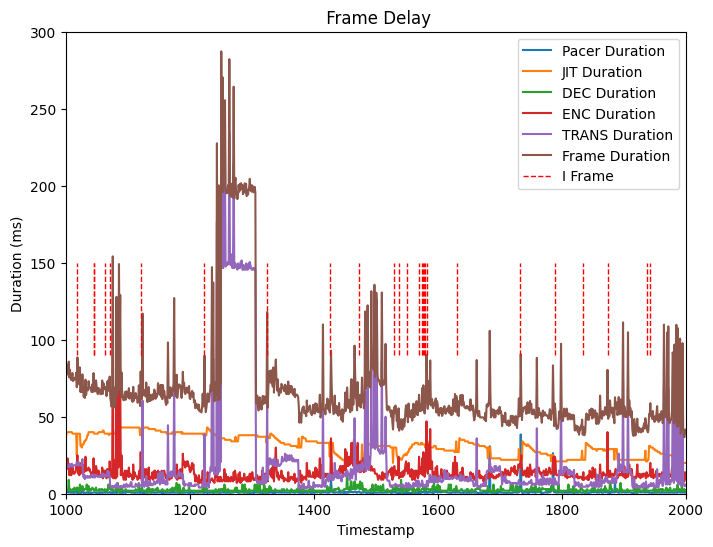 Frame Delay
300
250
200
150
100
50
0
Duration (ms)
Pacer Duration
JIT Duration
DEC Duration
ENC Duration
TRANS Duration
Frame Duration
I Frame
1000 1200 1400 1600 1800 2000
Timestamp